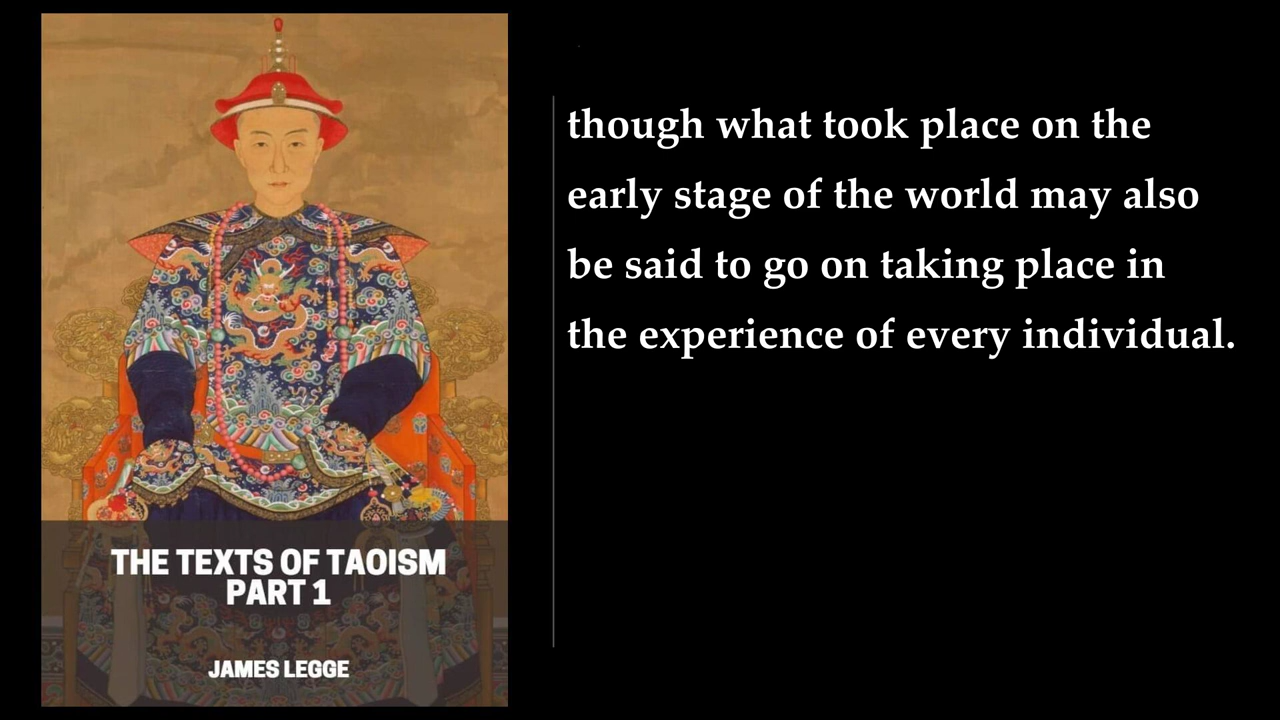 though what took place on the
early stage of the world may also
be said to go on taking place in
the experience of every individual.
THE TEXTS OF TAOISM
PART 1
JAMES LEGGE